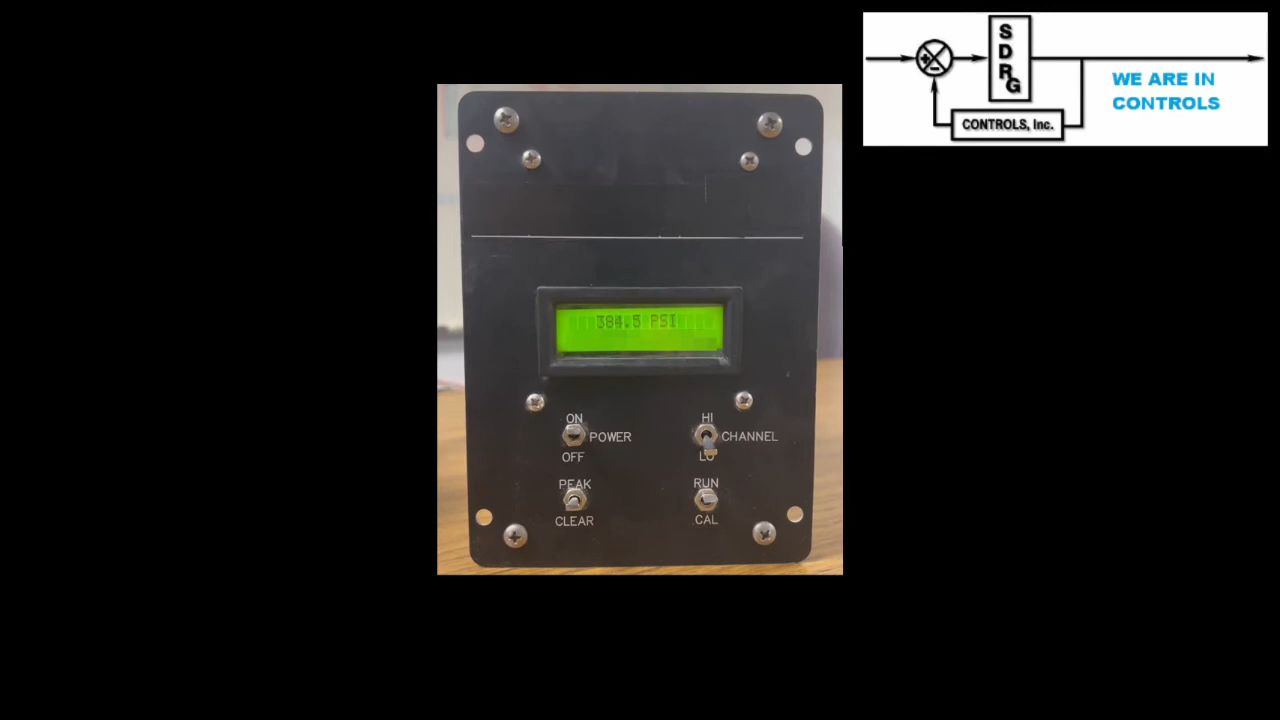 S
D
R
G
WE ARE IN
CONTROLS
CONTROLS, Inc.
384.5 PSI
ON
POWER
OFF
HI
CHANNEL
LO
PEAK
CLEAR
RUN
CAL